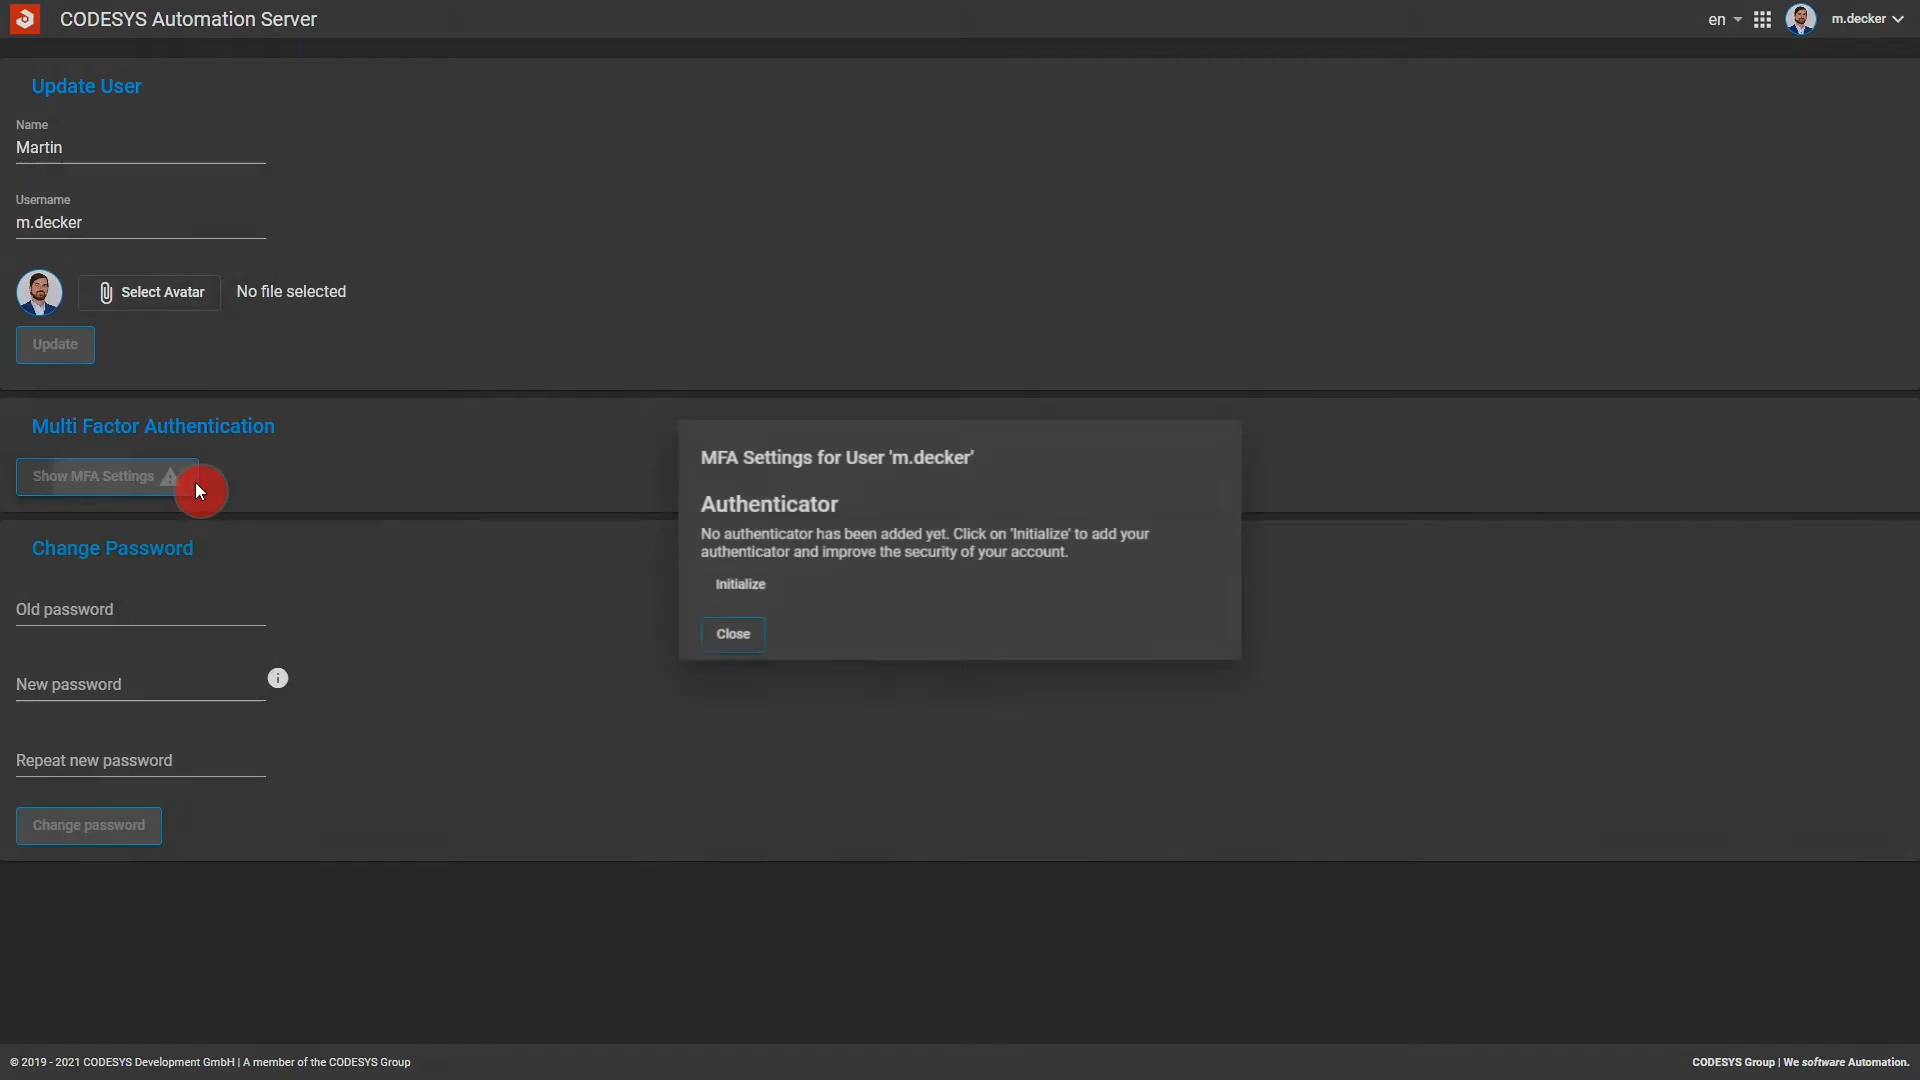 CODESYS Automation Server
en
m.decker
Update User
Name
Martin
Username
m.decker
Select Avatar
No file selected
Update
Multi Factor Authentication
Show MFA Settings
Change Password
Old password
New password
Repeat new password
Change password
MFA Settings for User 'm.decker'
Authenticator
No authenticator has been added yet. Click on 'Initialize' to add your
authenticator and improve the security of your account.
Initialize
Close
© 2019 - 2021 CODESYS Development GmbH | A member of the CODESYS Group
CODESYS Group | We software Automation.